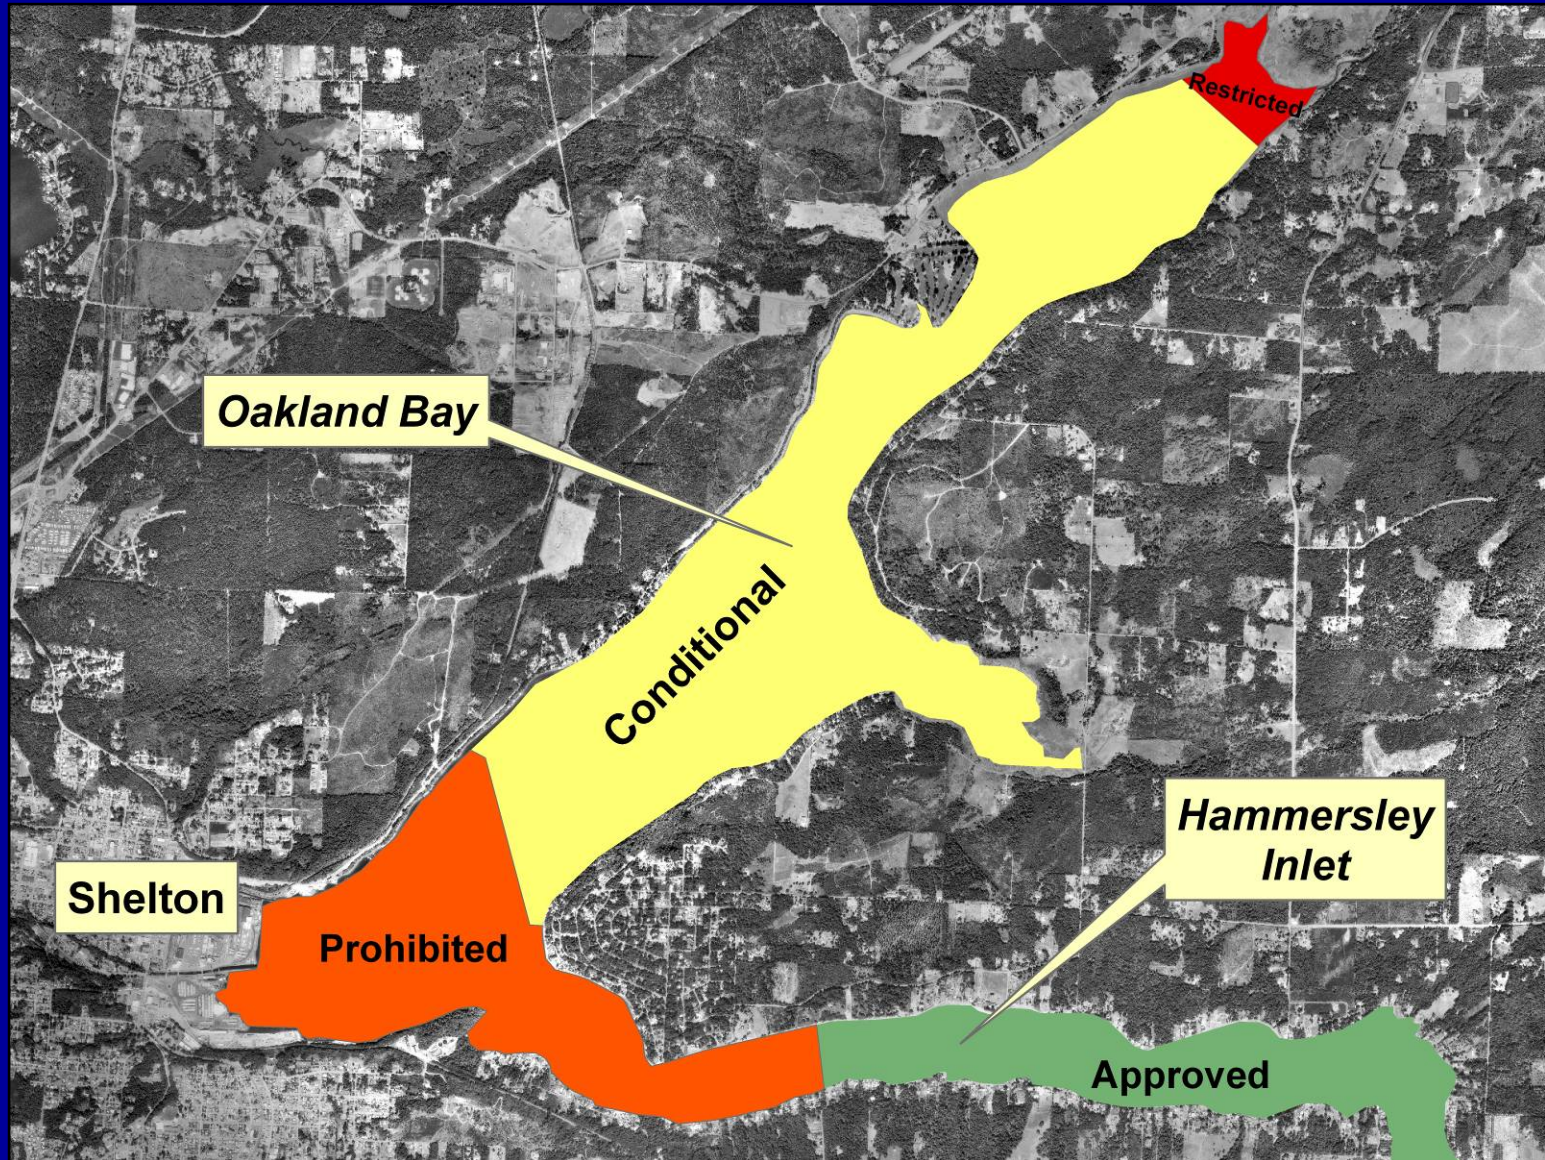 Restricted
Oakland Bay
Conditional
Hammersley
Inlet
Shelton
Prohibited
Approved